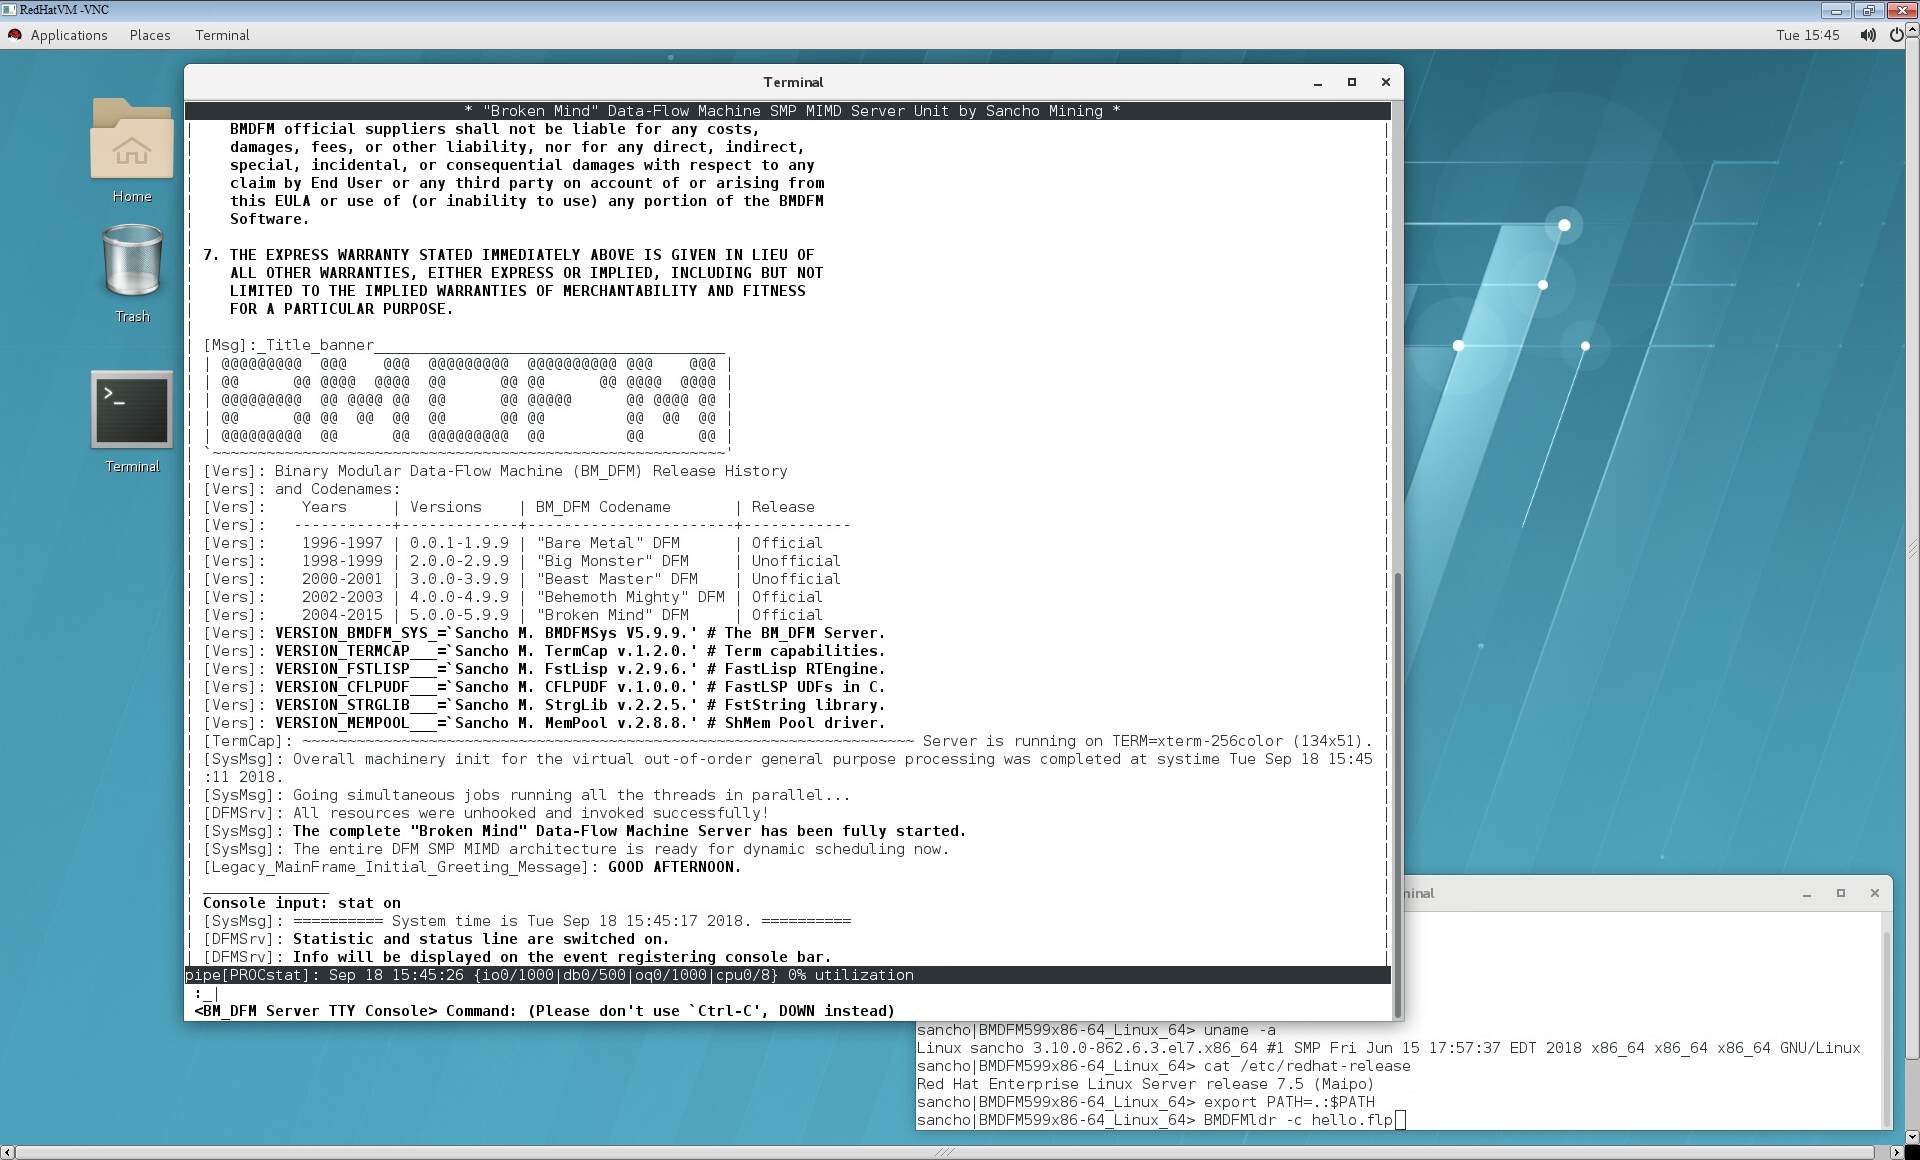 RedHatVM -VNC
Applications Places Terminal Tue 15:45
Home
Trash
Terminal
Terminal
* "Broken Mind" Data-Flow Machine SMP MIMD Server Unit by Sancho Mining *
BMDFM official suppliers shall not be liable for any costs,
damages, fees, or other liability, nor for any direct, indirect,
special, incidental, or consequential damages with respect to any
claim by End User or any third party on account of or arising from
this EULA or use of (or inability to use) any portion of the BMDFM
Software.
7. THE EXPRESS WARRANTY STATED IMMEDIATELY ABOVE IS GIVEN IN LIEU OF
ALL OTHER WARRANTIES, EITHER EXPRESS OR IMPLIED, INCLUDING BUT NOT
LIMITED TO THE IMPLIED WARRANTIES OF MERCHANTABILITY AND FITNESS
FOR A PARTICULAR PURPOSE.
[Msg]:_Title_banner_______________________________________
| @@@@@@@@@  @@@    @@@  @@@@@@@@@  @@@@@@@@@@ @@@    @@@ |
| @@      @@ @@@@  @@@@  @@      @@ @@      @@ @@@@  @@@@ |
| @@@@@@@@@  @@ @@@@ @@  @@      @@ @@@@@      @@ @@@@ @@ |
| @@      @@ @@  @@  @@  @@      @@ @@         @@  @@  @@ |
| @@@@@@@@@  @@      @@  @@@@@@@@@  @@         @@      @@ |
`~~~~~~~~~~~~~~~~~~~~~~~~~~~~~~~~~~~~~~~~~~~~~~~~~~~~~~~~~'
[Vers]: Binary Modular Data-Flow Machine (BM_DFM) Release History
[Vers]: and Codenames:
[Vers]:    Years     | Versions    | BM_DFM Codename       | Release
[Vers]:   -----------+-------------+-----------------------+------------
[Vers]:    1996-1997 | 0.0.1-1.9.9 | "Bare Metal" DFM      | Official
[Vers]:    1998-1999 | 2.0.0-2.9.9 | "Big Monster" DFM     | Unofficial
[Vers]:    2000-2001 | 3.0.0-3.9.9 | "Beast Master" DFM    | Unofficial
[Vers]:    2002-2003 | 4.0.0-4.9.9 | "Behemoth Mighty" DFM | Official
[Vers]:    2004-2015 | 5.0.0-5.9.9 | "Broken Mind" DFM     | Official
[Vers]: VERSION_BMDFM_SYS_=`Sancho M. BMDFMSys V5.9.9.' # The BM_DFM Server.
[Vers]: VERSION_TERMCAP___=`Sancho M. TermCap v.1.2.0.' # Term capabilities.
[Vers]: VERSION_FSTLISP___=`Sancho M. FstLisp v.2.9.6.' # FastLisp RTEngine.
[Vers]: VERSION_CFLPUDF___=`Sancho M. CFLPUDF v.1.0.0.' # FastLSP UDFs in C.
[Vers]: VERSION_STRGLIB___=`Sancho M. StrgLib v.2.2.5.' # FstString library.
[Vers]: VERSION_MEMPOOL___=`Sancho M. MemPool v.2.8.8.' # ShMem Pool driver.
[TermCap]: ~~~~~~~~~~~~~~~~~~~~~~~~~~~~~~~~~~~~~~~~~~~~~~~~~~~~~~~~~~~~~~~~~~~~ Server is running on TERM=xterm-256color (134x51).
[SysMsg]: Overall machinery init for the virtual out-of-order general purpose processing was completed at systime Tue Sep 18 15:45
:11 2018.
[SysMsg]: Going simultaneous jobs running all the threads in parallel...
[DFMSrv]: All resources were unhooked and invoked successfully!
[SysMsg]: The complete "Broken Mind" Data-Flow Machine Server has been fully started.
[SysMsg]: The entire DFM SMP MIMD architecture is ready for dynamic scheduling now.
[Legacy_MainFrame_Initial_Greeting_Message]: GOOD AFTERNOON.
______________
Console input: stat on
[SysMsg]: ========== System time is Tue Sep 18 15:45:17 2018. ==========
[DFMSrv]: Statistic and status line are switched on.
[DFMSrv]: Info will be displayed on the event registering console bar.
pipe[PROCstat]: Sep 18 15:45:26 {io0/1000|db0/500|oq0/1000|cpu0/8} 0% utilization
:_|
<BM_DFM Server TTY Console> Command: (Please don't use `Ctrl-C', DOWN instead)
minal
sancho|BMDFM599x86-64_Linux_64> uname -a
Linux sancho 3.10.0-862.6.3.el7.x86_64 #1 SMP Fri Jun 15 17:57:37 EDT 2018 x86_64 x86_64 x86_64 GNU/Linux
sancho|BMDFM599x86-64_Linux_64> cat /etc/redhat-release
Red Hat Enterprise Linux Server release 7.5 (Maipo)
sancho|BMDFM599x86-64_Linux_64> export PATH=.:$PATH
sancho|BMDFM599x86-64_Linux_64> BMDFMldr -c hello.flp